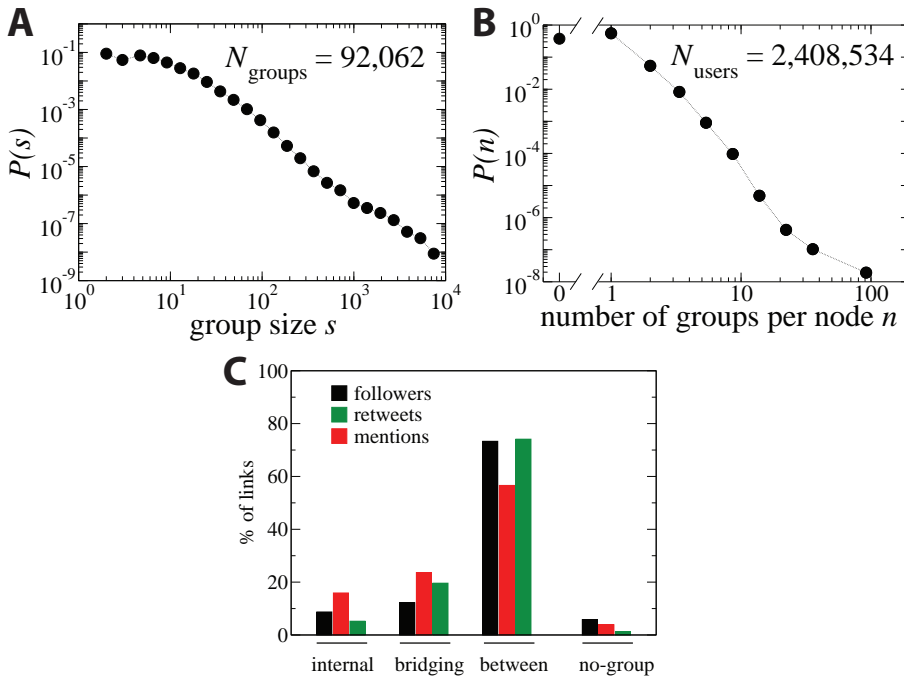 A
N groups = 92,062
P(s)
10^-1
10^-3
10^-5
10^-7
10^-9
10^0 10^1 10^2 10^3 10^4
group size s
B
N users = 2,408,534
P(n)
10^0
10^-2
10^-4
10^-6
10^-8
0 1 10 100
number of groups per node n
C
% of links
100
80
60
40
20
0
followers
retweets
mentions
internal bridging between no-group